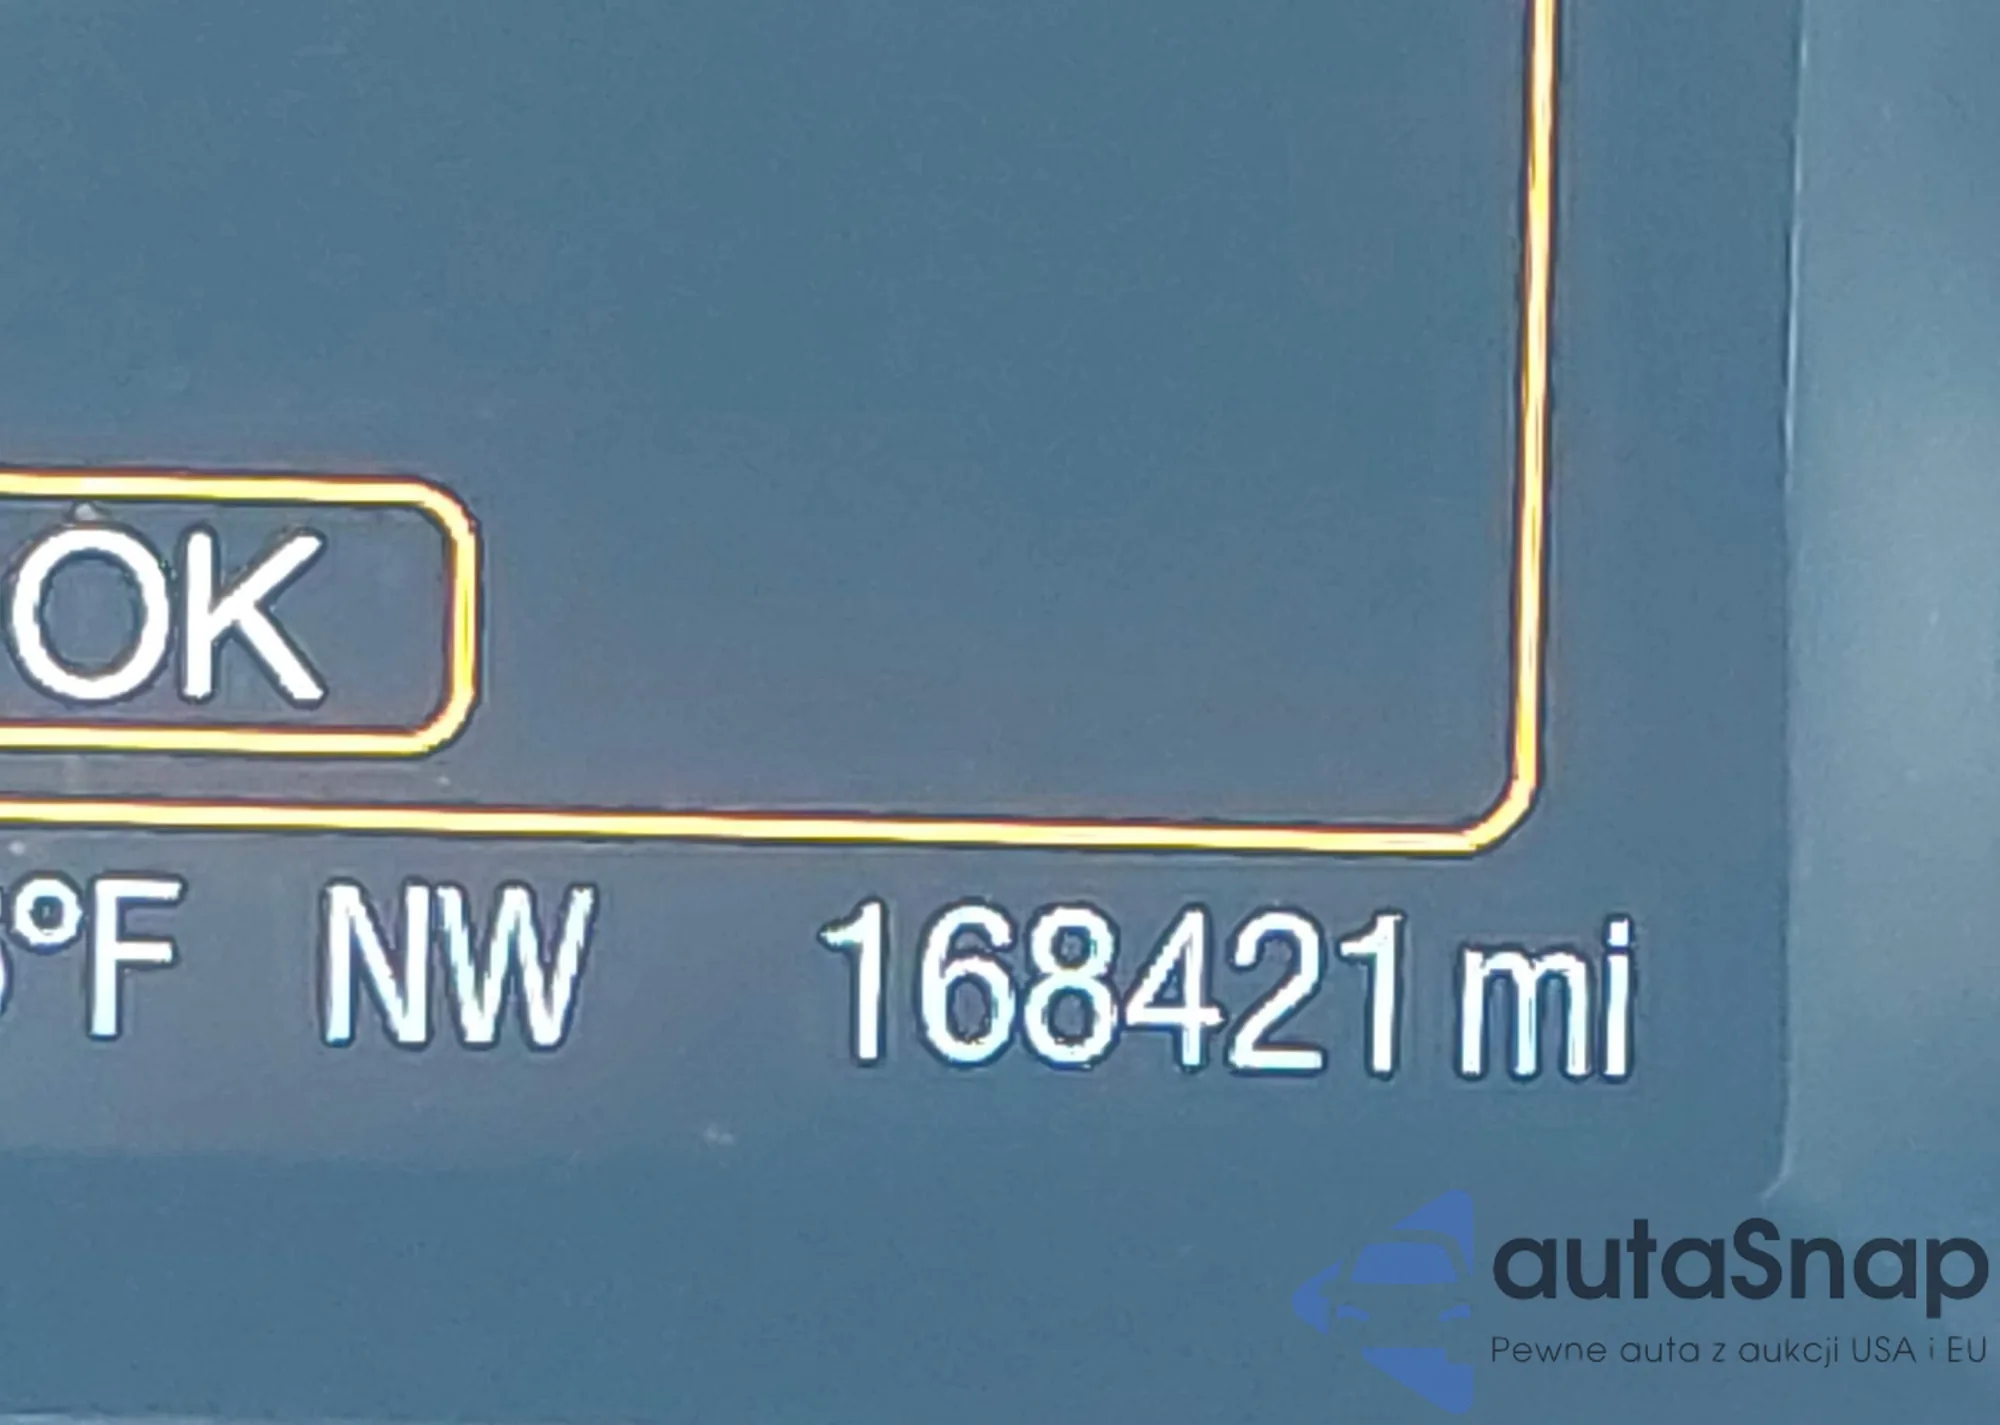 OK
°F NW 168421 mi
autaSnap
Pewne auta z aukcji USA i EU